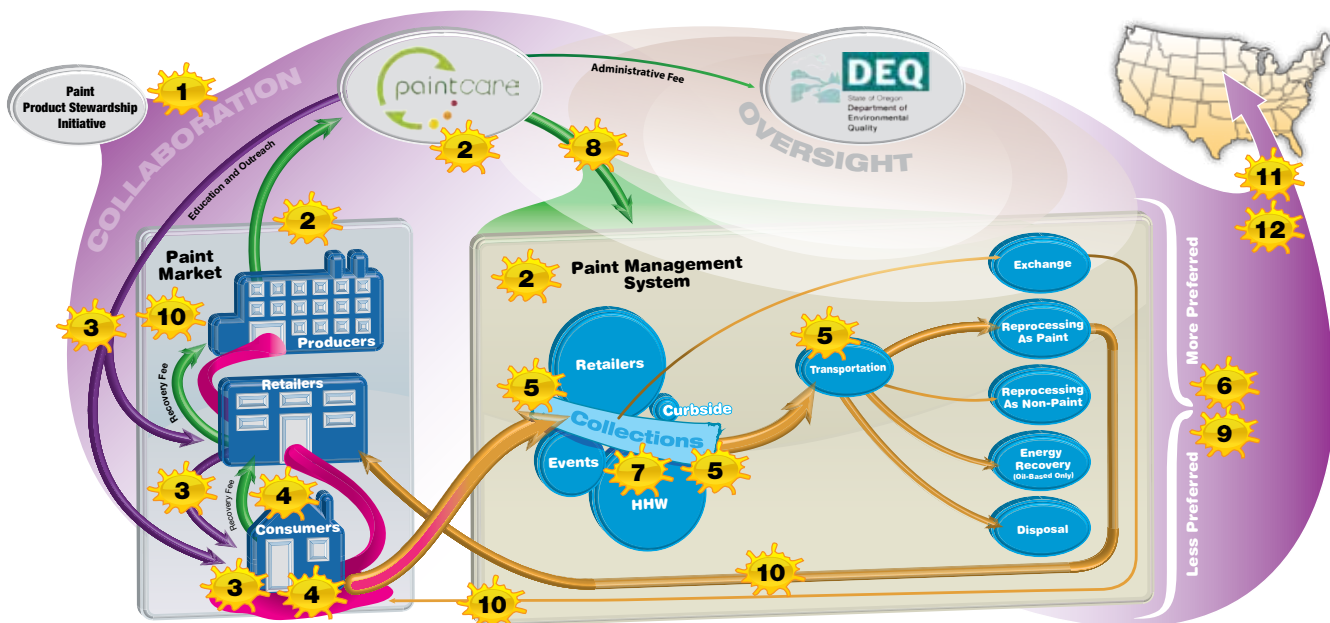 Paint
Product Stewardship
Initiative
1
COLLABORATION
paintcare
2
Administrative Fee
DEQ
State of Oregon
Department of
Environmental
Quality
OVERSIGHT
8
11
12
Education and Outreach
2
Paint
Market
3
10
Producers
Recovery Fee
Retailers
3
Recovery Fee
4
Consumers
3
4
2
Paint Management
System
Retailers
5
Curbside
Collections
Events
7
5
HHW
5
Transportation
Exchange
Reprocessing
As Paint
Reprocessing
As Non-Paint
Energy
Recovery
(Oil-Based Only)
Disposal
10
10
More Preferred
Less Preferred
6
9